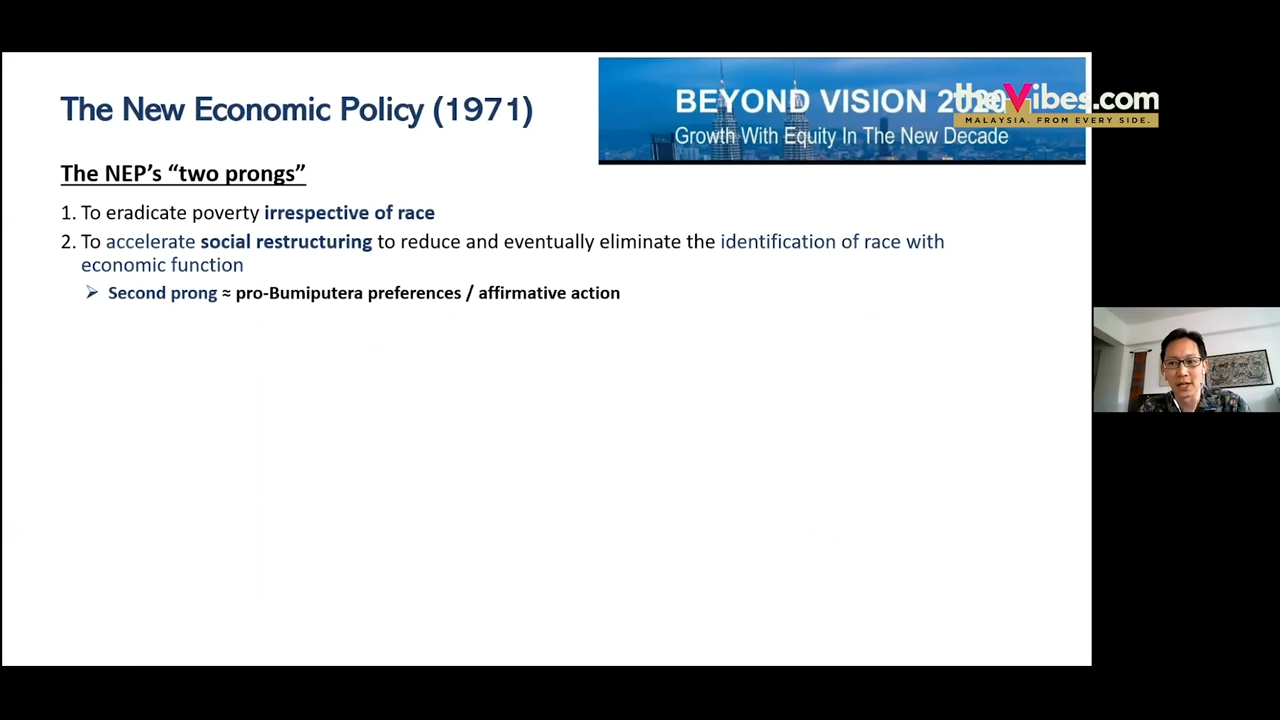 The New Economic Policy (1971)
BEYOND VISION 2020
Growth With Equity In The New Decade
theVibes.com
MALAYSIA. FROM EVERY SIDE.
The NEP’s “two prongs”
1. To eradicate poverty irrespective of race
2. To accelerate social restructuring to reduce and eventually eliminate the identification of race with
economic function
➢ Second prong ≈ pro-Bumiputera preferences / affirmative action